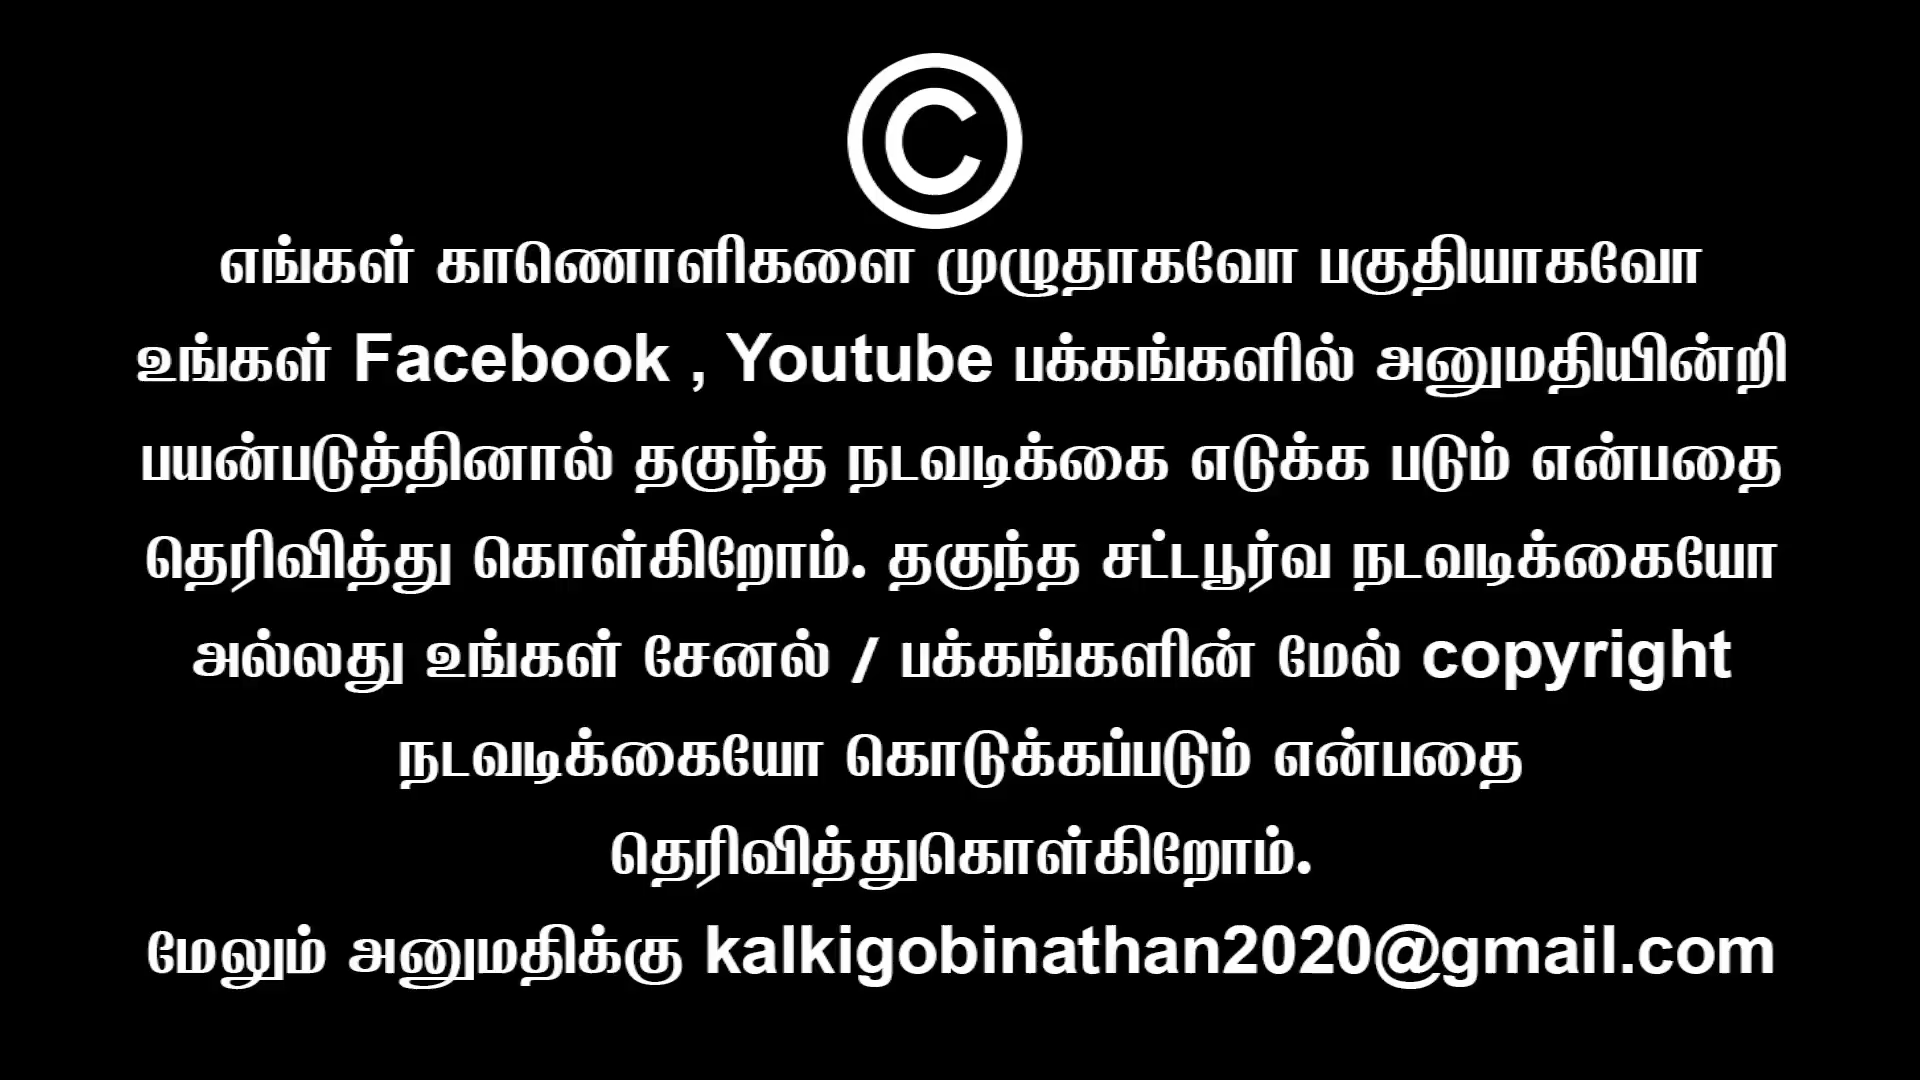 ©
எங்கள் காணொளிகளை முழுதாகவோ பகுதியாகவோ
உங்கள் Facebook , Youtube பக்கங்களில் அனுமதியின்றி
பயன்படுத்தினால் தகுந்த நடவடிக்கை எடுக்க படும் என்பதை
தெரிவித்து கொள்கிறோம். தகுந்த சட்டபூர்வ நடவடிக்கையோ
அல்லது உங்கள் சேனல் / பக்கங்களின் மேல் copyright
நடவடிக்கையோ கொடுக்கப்படும் என்பதை
தெரிவித்துகொள்கிறோம்.
மேலும் அனுமதிக்கு kalkigobinathan2020@gmail.com